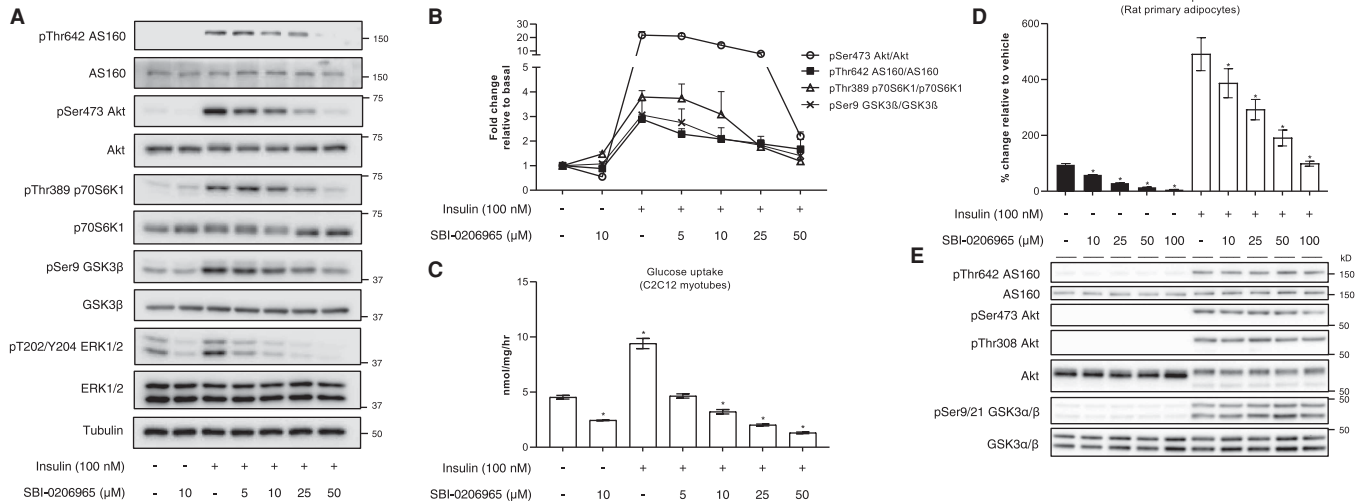 A
pThr642 AS160
150
AS160
150
75
pSer473 Akt
75
Akt
pThr389 p70S6K1
75
75
p70S6K1
pSer9 GSK3β
37
GSK3β
37
pT202/Y204 ERK1/2
37
ERK1/2
37
Tubulin
50
Insulin (100 nM) - - + + + + +
SBI-0206965 (µM) - 10 - 5 10 25 50
B
Fold change
relative to basal
30
20
10
4
3
2
1
0
pSer473 Akt/Akt
pThr642 AS160/AS160
pThr389 p70S6K1/p70S6K1
pSer9 GSK3ß/GSK3ß
Insulin (100 nM) - - + + + + +
SBI-0206965 (µM) - 10 - 5 10 25 50
C
Glucose uptake
(C2C12 myotubes)
nmol/mg/hr
15
10
5
0
* * * * * *
Insulin (100 nM) - - + + + + +
SBI-0206965 (µM) - 10 - 5 10 25 50
D
(Rat primary adipocytes)
% change relative to vehicle
600
400
200
0
* * * * * * * *
Insulin (100 nM) - - - - - + + + + +
SBI-0206965 (µM) - 10 25 50 100 - 10 25 50 100
E
kD
pThr642 AS160
150
AS160
150
pSer473 Akt
50
pThr308 Akt
50
Akt
50
pSer9/21 GSK3α/β
50
GSK3α/β